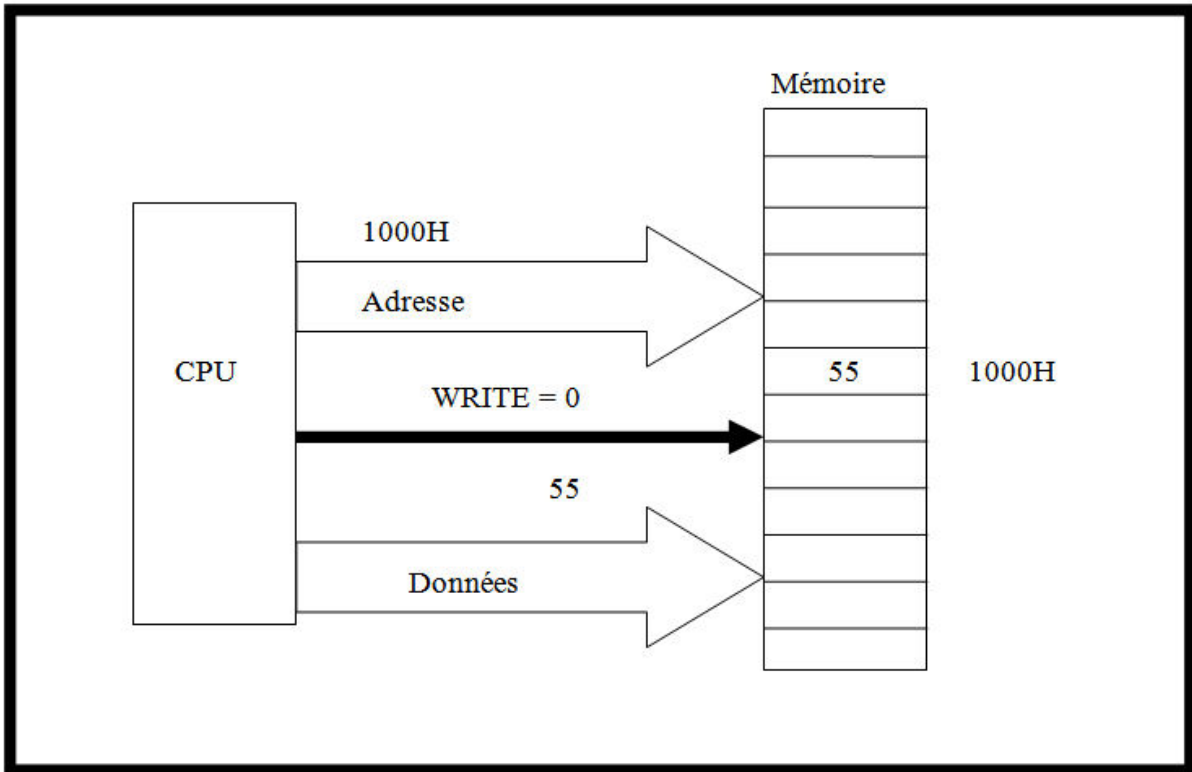 Mémoire
1000H
Adresse
CPU
55
1000H
WRITE = 0
55
Données